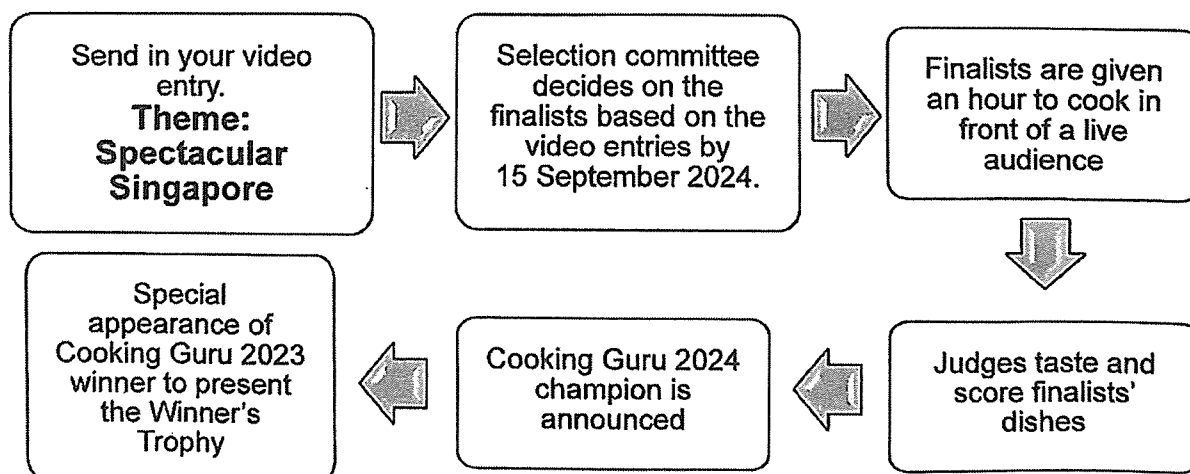 Send in your video
entry.
Theme:
Spectacular
Singapore
Selection committee
decides on the
finalists based on the
video entries by
15 September 2024.
Finalists are given
an hour to cook in
front of a live
audience
Judges taste and
score finalists’
dishes
Cooking Guru 2024
champion is
announced
Special
appearance of
Cooking Guru 2023
winner to present
the Winner’s
Trophy